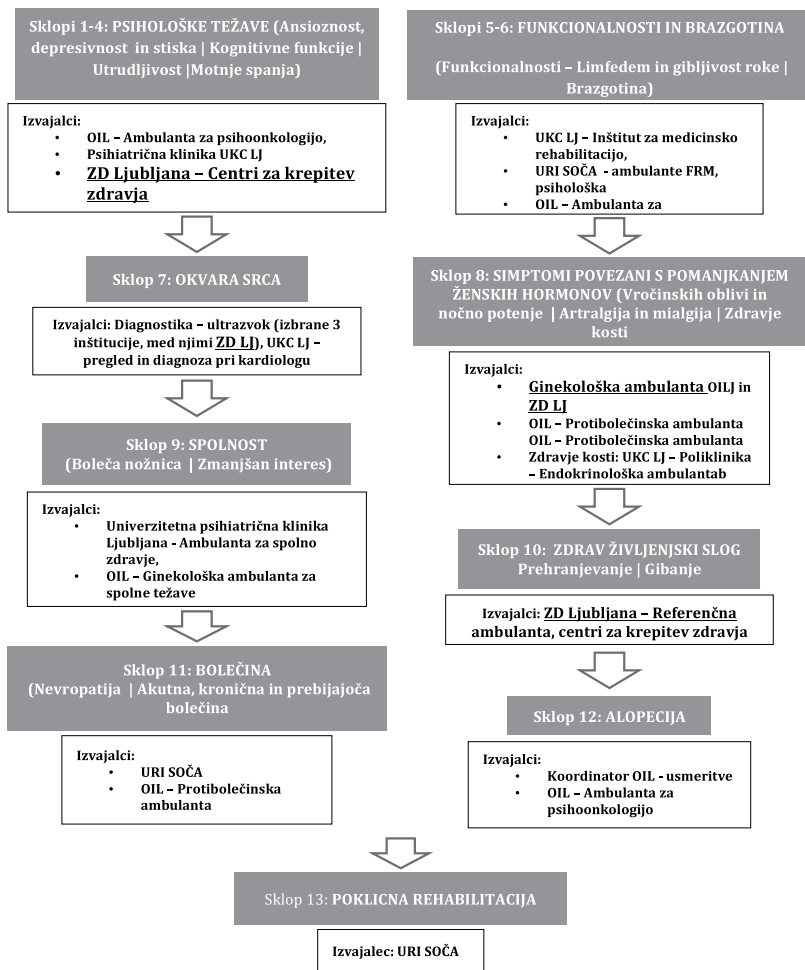 Sklopi 1-4: PSIHOLOŠKE TEŽAVE (Ansioznost,
depresivnost in stiska | Kognitivne funkcije |
Utrudljivost |Motnje spanja)
Izvajalci:
• OIL – Ambulanta za psihoonkologijo,
• Psihiatrična klinika UKC LJ
• ZD Ljubljana – Centri za krepitev
zdravja
Sklop 7: OKVARA SRCA
Izvajalci: Diagnostika – ultrazvok (izbrane 3
inštitucije, med njimi ZD LJ), UKC LJ –
pregled in diagnoza pri kardiologu
Sklop 9: SPOLNOST
(Boleča nožnica | Zmanjšan interes)
Izvajalci:
• Univerzitetna psihiatrična klinika
Ljubljana - Ambulanta za spolno
zdravje,
• OIL – Ginekološka ambulanta za
spolne težave
Sklop 11: BOLEČINA
(Nevropatija | Akutna, kronična in prebijajoča
bolečina
Izvajalci:
• URI SOČA
• OIL – Protibolečinska
ambulanta
Sklopi 5-6: FUNKCIONALNOSTI IN BRAZGOTINA
(Funkcionalnosti – Limfedem in gibljivost roke |
Brazgotina)
Izvajalci:
• UKC LJ – Inštitut za medicinsko
rehabilitacijo,
• URI SOČA - ambulante FRM,
psihološka
• OIL – Ambulanta za
Sklop 8: SIMPTOMI POVEZANI S POMANJKANJEM
ŽENSKIH HORMONOV (Vročinskih oblivi in
nočno potenje | Artralgija in mialgija | Zdravje
kosti
Izvajalci:
• Ginekološka ambulanta OILJ in
ZD LJ
• OIL – Protibolečinska ambulanta
OIL – Protibolečinska ambulanta
• Zdravje kosti: UKC LJ – Poliklinika
– Endokrinološka ambulantab
Sklop 10: ZDRAV ŽIVLJENJSKI SLOG
Prehranjevanje | Gibanje
Izvajalci: ZD Ljubljana – Referenčna
ambulanta, centri za krepitev zdravja
Sklop 12: ALOPECIJA
Izvajalci:
• Koordinator OIL - usmeritve
• OIL – Ambulanta za
psihoonkologijo
Sklop 13: POKLICNA REHABILITACIJA
Izvajalec: URI SOČA